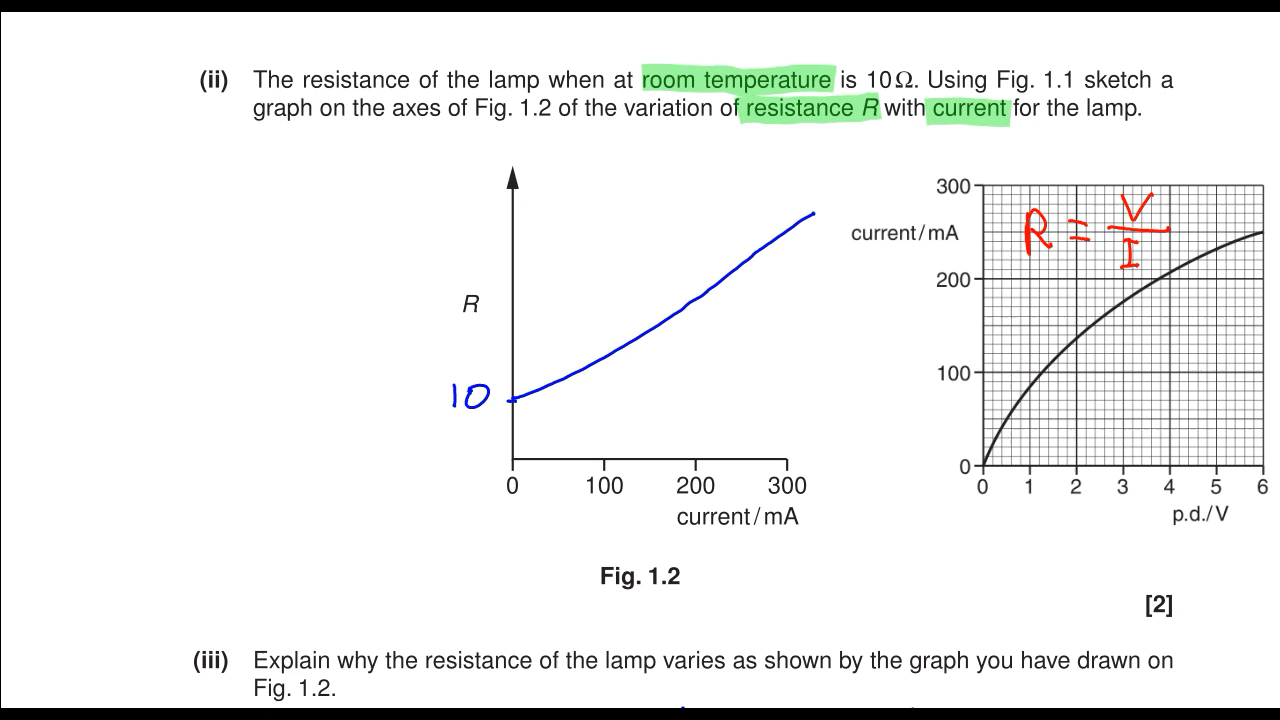 (ii) The resistance of the lamp when at room temperature is 10 Ω. Using Fig. 1.1 sketch a
graph on the axes of Fig. 1.2 of the variation of resistance R with current for the lamp.
R
10
0 100 200 300
current / mA
300
current / mA
R = V/I
200
100
0
0 1 2 3 4 5 6
p.d. / V
Fig. 1.2
[2]
(iii) Explain why the resistance of the lamp varies as shown by the graph you have drawn on
Fig. 1.2.